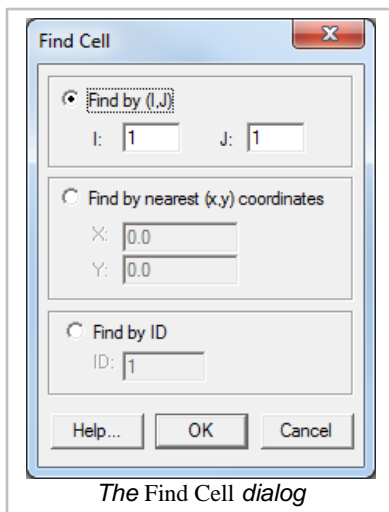 Find Cell
Find by (I,J)
I: 1 J: 1
Find by nearest (x,y) coordinates
X: 0.0
Y: 0.0
Find by ID
ID: 1
Help... OK Cancel
The Find Cell dialog